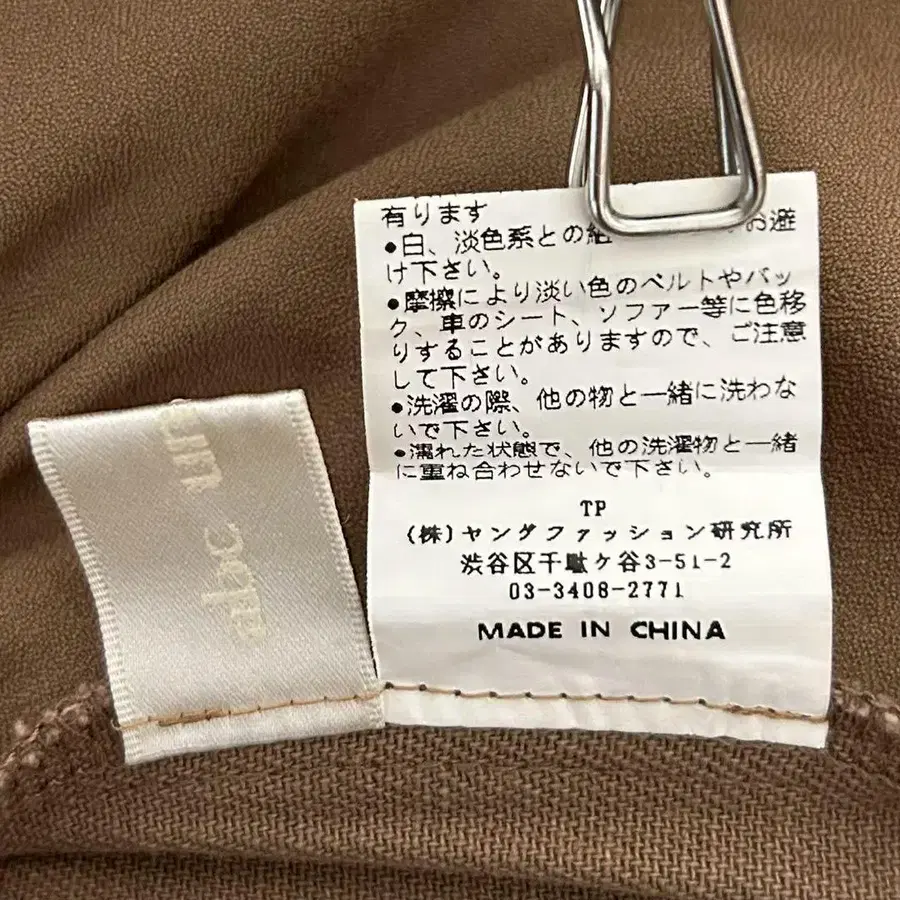 有ります
•白、淡色系との組 お避
け下さい。
•摩擦により淡い色のベルトやバッ
ク、車のシート、ソファー等に色移
りすることがありますので、ご注意
して下さい。
•洗濯の際、他の物と一緒に洗わな
いで下さい。
•濡れた状態で、他の洗濯物と一緒
に重ね合わせないで下さい。
TP
(株)ヤングファッション研究所
渋谷区千駄ケ谷3-51-2
03-3408-2771
MADE IN CHINA
abc un